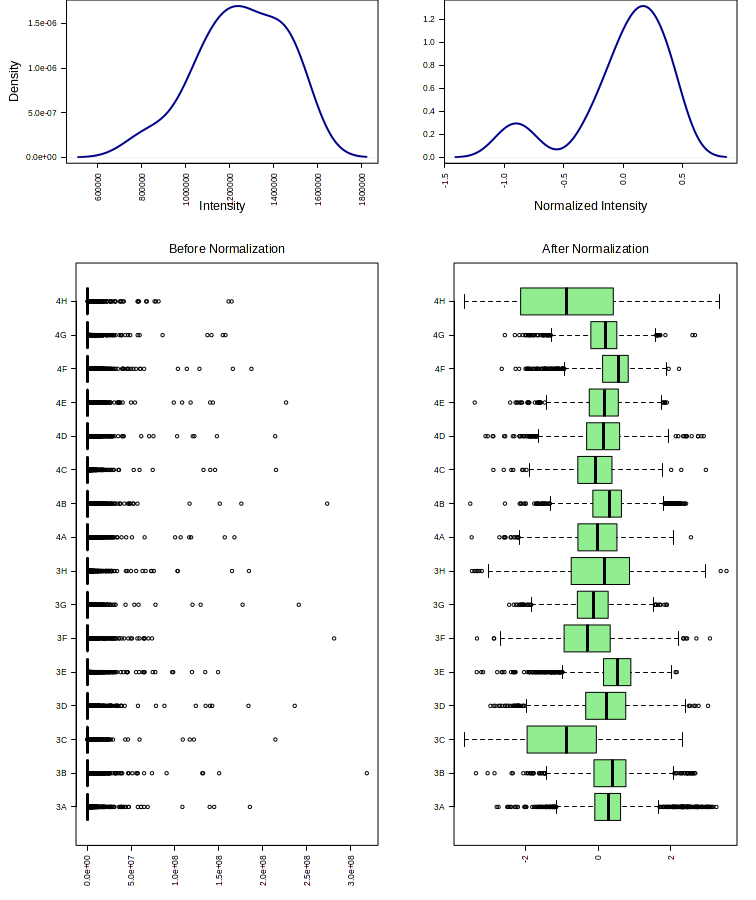 1.5e-06
1.0e-06
5.0e-07
0.0e+00
Density
600000
800000
1000000
1200000
1400000
1600000
1800000
Intensity
1.2
1.0
0.8
0.6
0.4
0.2
0.0
-1.5
-1.0
-0.5
0.0
0.5
Normalized Intensity
Before Normalization
4H
4G
4F
4E
4D
4C
4B
4A
3H
3G
3F
3E
3D
3C
3B
3A
0.0e+00
5.0e+07
1.0e+08
1.5e+08
2.0e+08
2.5e+08
3.0e+08
After Normalization
4H
4G
4F
4E
4D
4C
4B
4A
3H
3G
3F
3E
3D
3C
3B
3A
-2
0
2